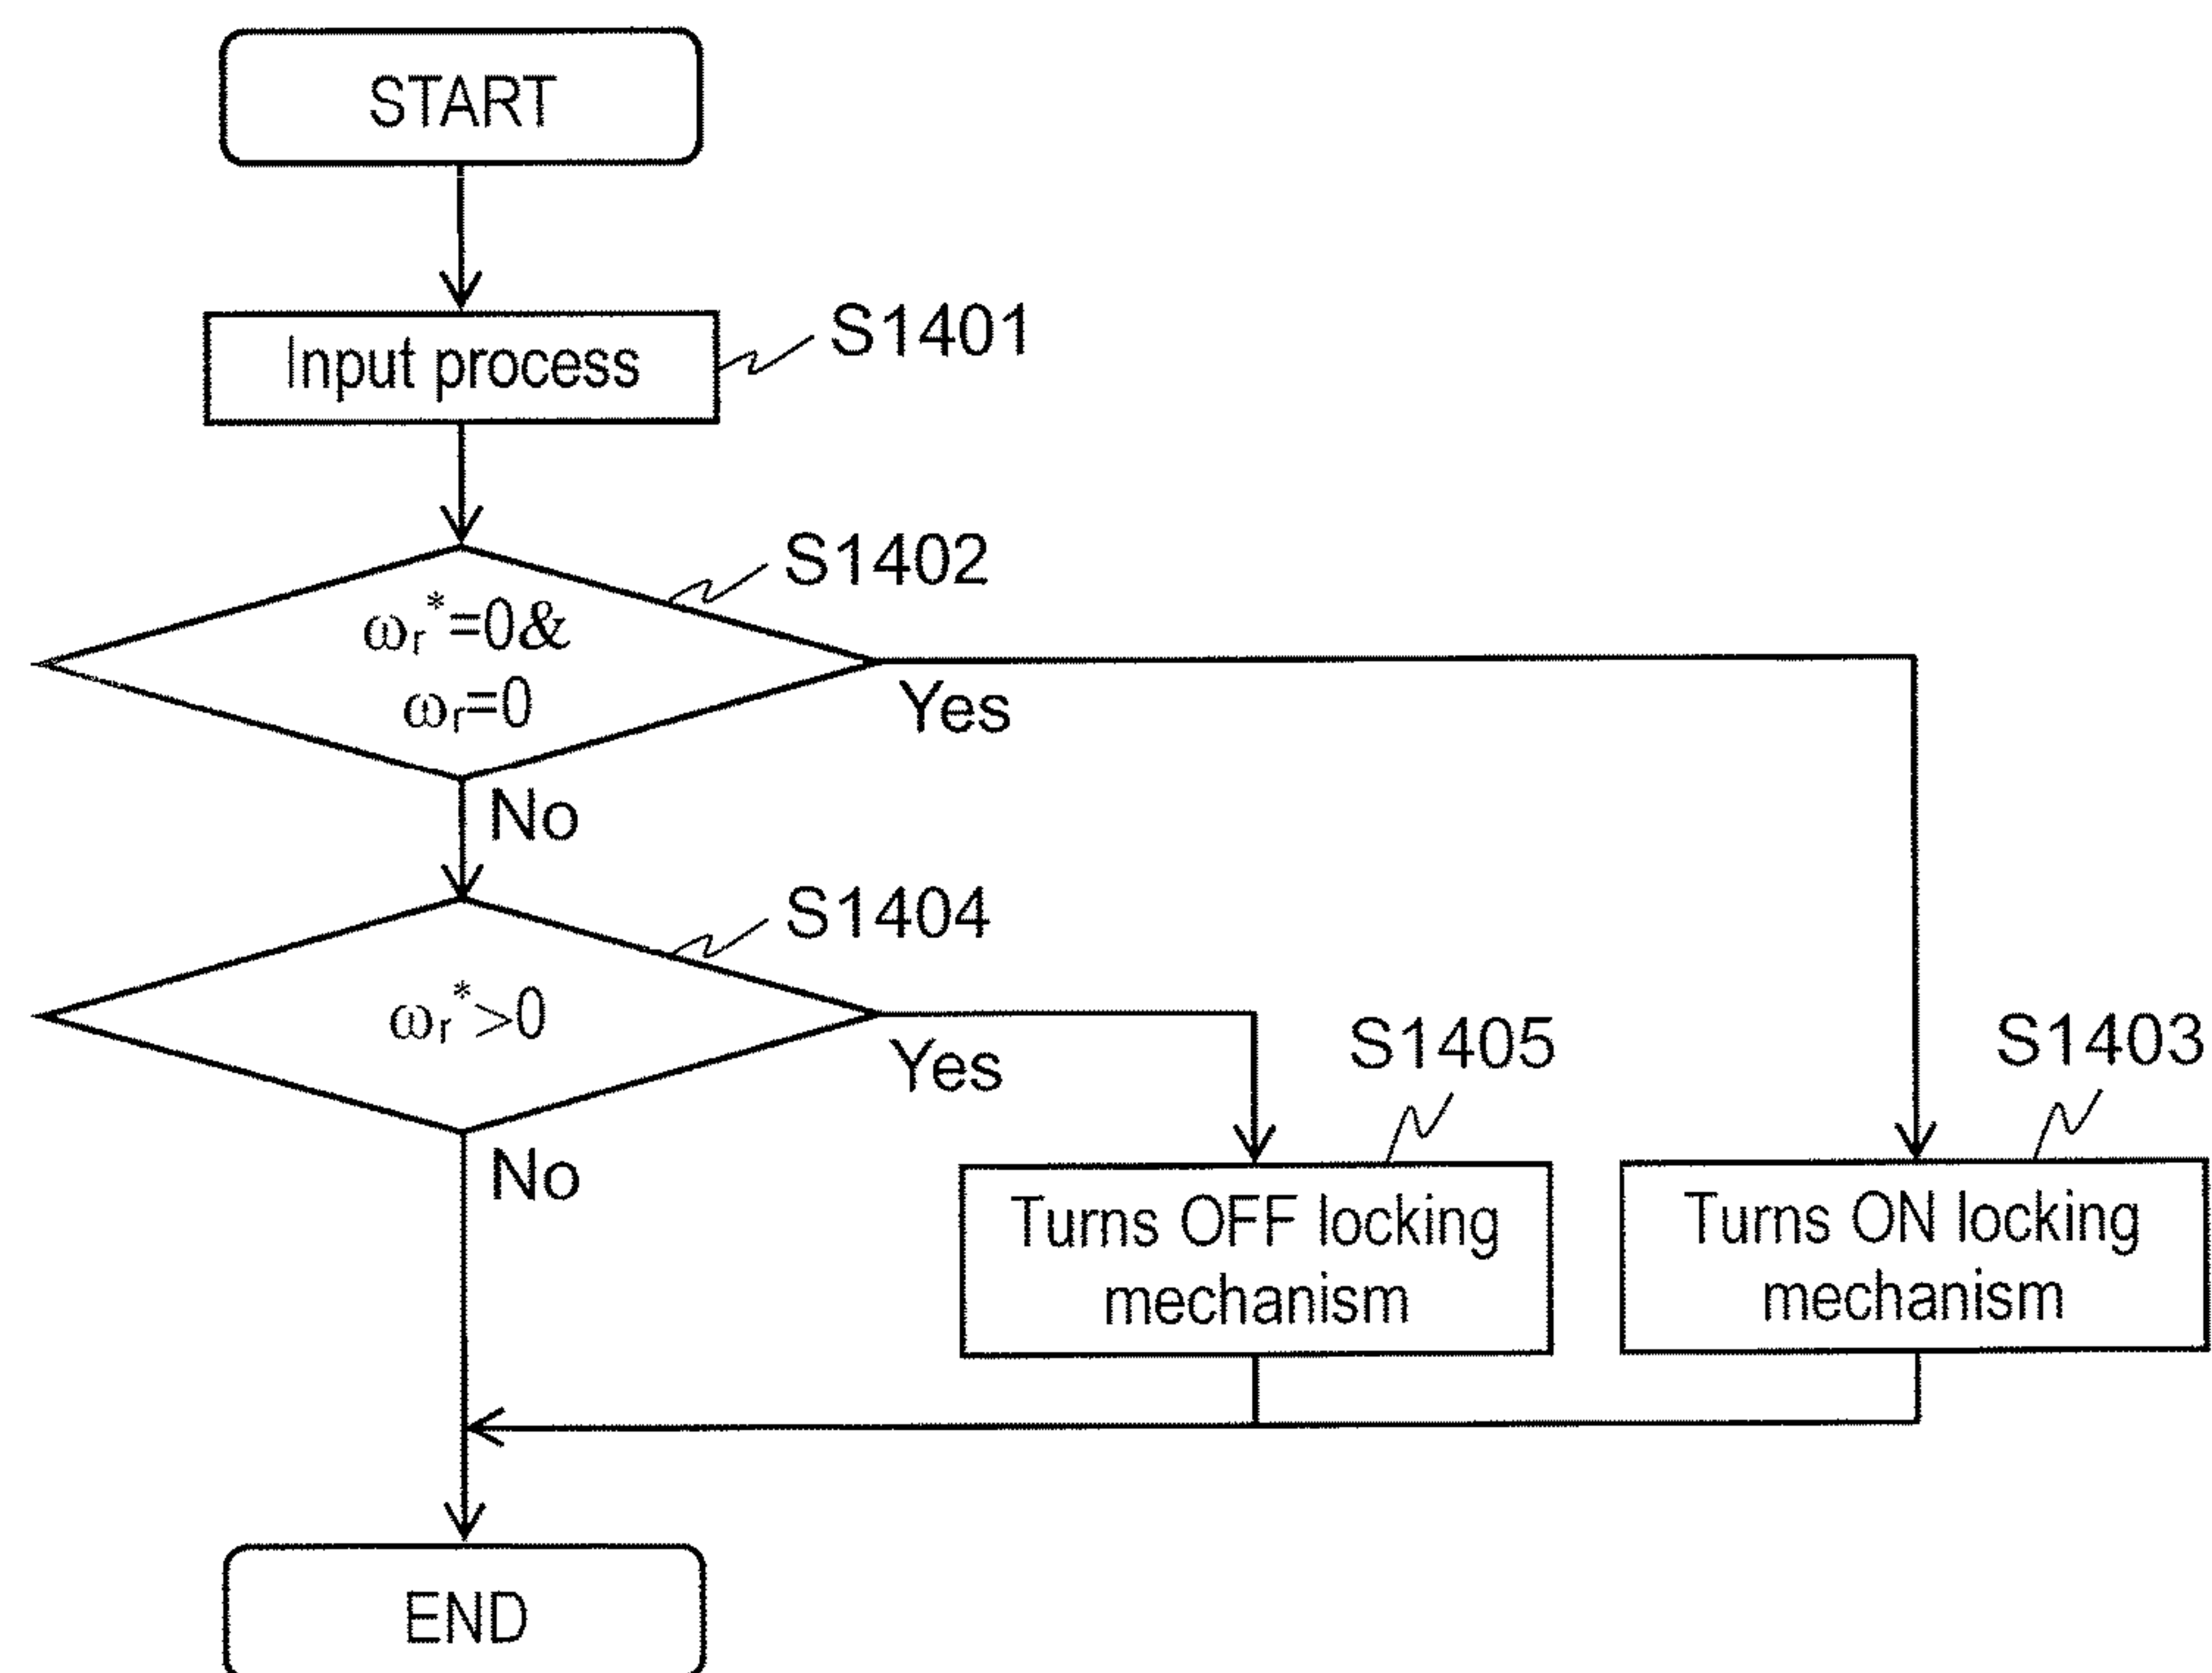 START
Input process
S1401
S1402
ωr*=0&
ωr=0
Yes
No
S1404
ωr*>0
Yes
No
S1405
S1403
Turns OFF locking
mechanism
Turns ON locking
mechanism
END